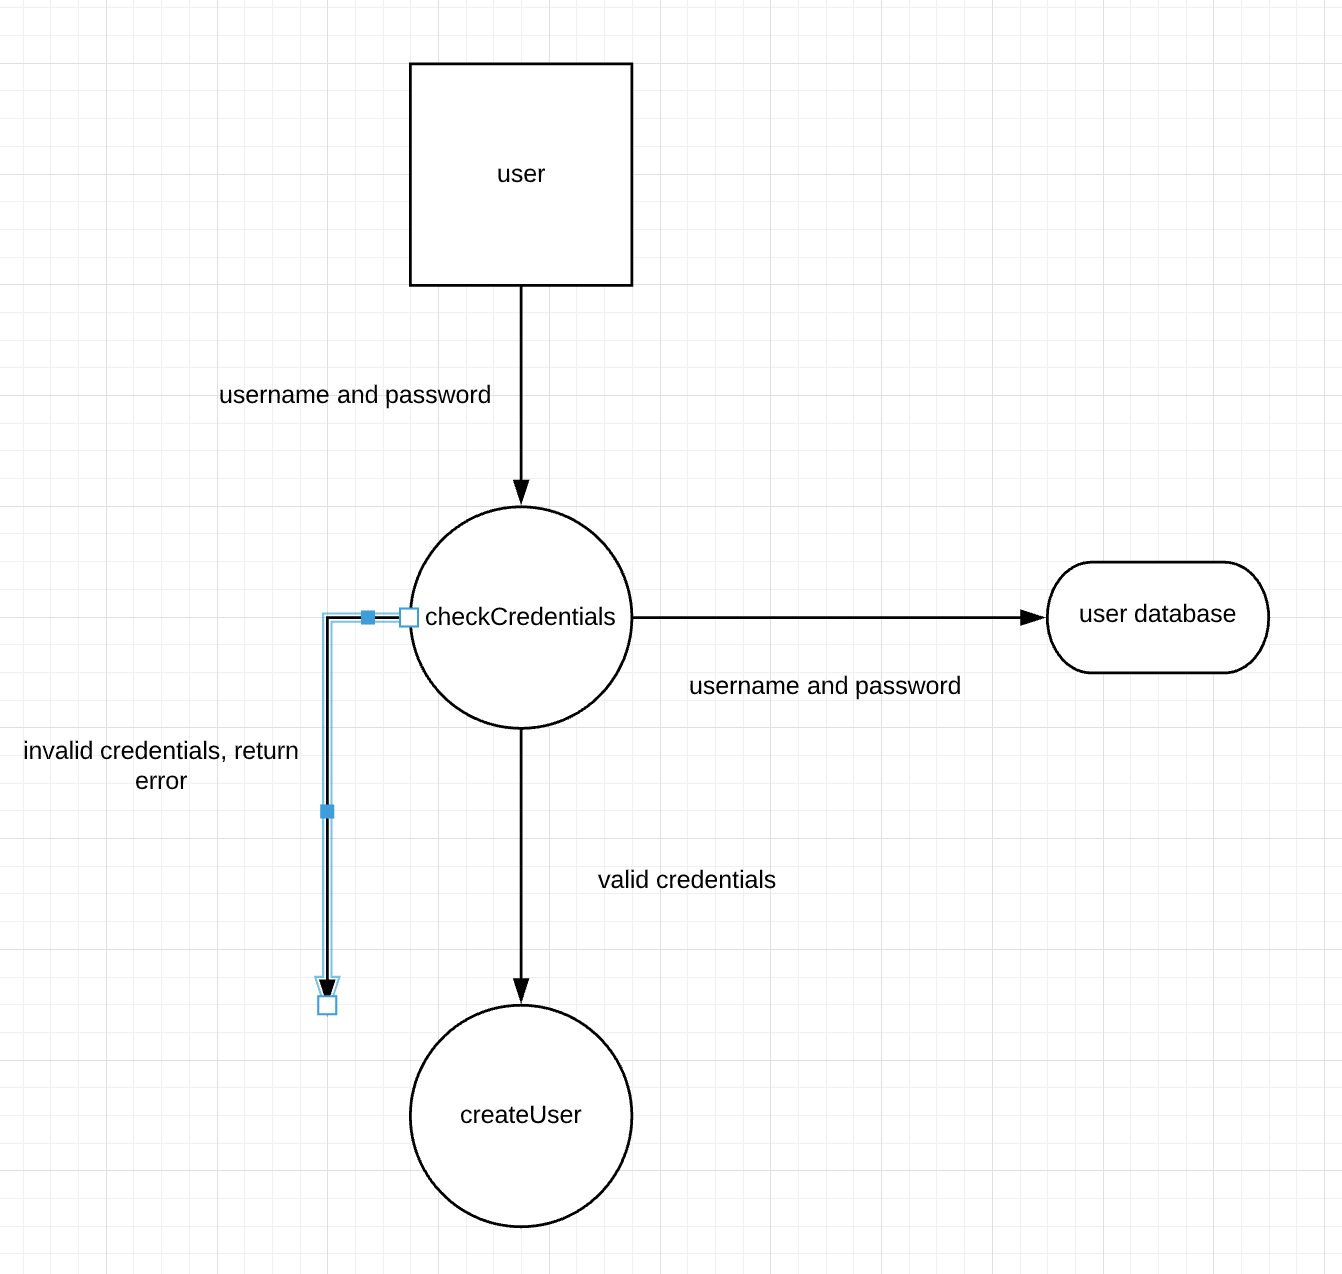 user
username and password
checkCredentials
user database
username and password
invalid credentials, return
error
valid credentials
createUser